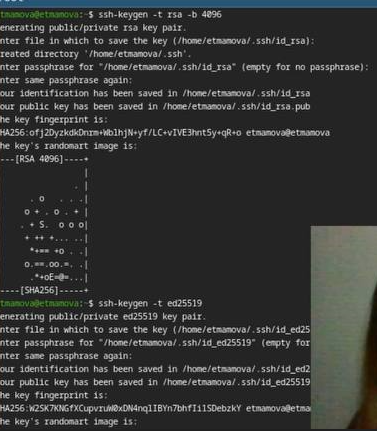 tmamova@etmamova:~$ ssh-keygen -t rsa -b 4096
enerating public/private rsa key pair.
nter file in which to save the key (/home/etmamova/.ssh/id_rsa):
reated directory '/home/etmamova/.ssh'.
nter passphrase for "/home/etmamova/.ssh/id_rsa" (empty for no passphrase):
nter same passphrase again:
our identification has been saved in /home/etmamova/.ssh/id_rsa
our public key has been saved in /home/etmamova/.ssh/id_rsa.pub
he key fingerprint is:
HA256:ofj2DyzkdkDnrm+WblhjN+yf/LC+vIVE3hnt5y+qR+o etmamova@etmamova
he key's randomart image is:
---[RSA 4096]----+
|
. |
. o . . .|
o + . o . + |
. + S. o o o|
+ ++ +... ..|
*+== +o . .|
o.==.oo.=. .|
.*+oE=@=...|
----[SHA256]-----+
tmamova@etmamova:~$ ssh-keygen -t ed25519
enerating public/private ed25519 key pair.
nter file in which to save the key (/home/etmamova/.ssh/id_ed25
nter passphrase for "/home/etmamova/.ssh/id_ed25519" (empty for
nter same passphrase again:
our identification has been saved in /home/etmamova/.ssh/id_ed2
our public key has been saved in /home/etmamova/.ssh/id_ed25519
he key fingerprint is:
HA256:W2SK7KNGfXCupvruW0xDN4nqlIBYn7bhfIi1SDebzkY etmamova@etma
he key's randomart image is: